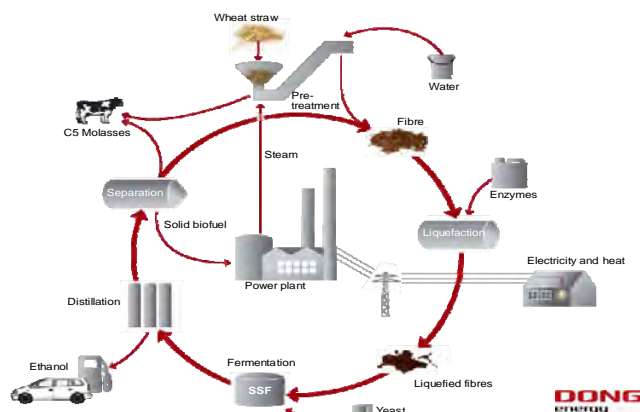 Wheat straw
Water
Pre-
treatment
C5 Molasses
Fibre
Steam
Separation
Enzymes
Solid biofuel
Liquefaction
Electricity and heat
Power plant
Distillation
Ethanol
Fermentation
SSF
Liquefied fibres
Yeast
DONG
energy